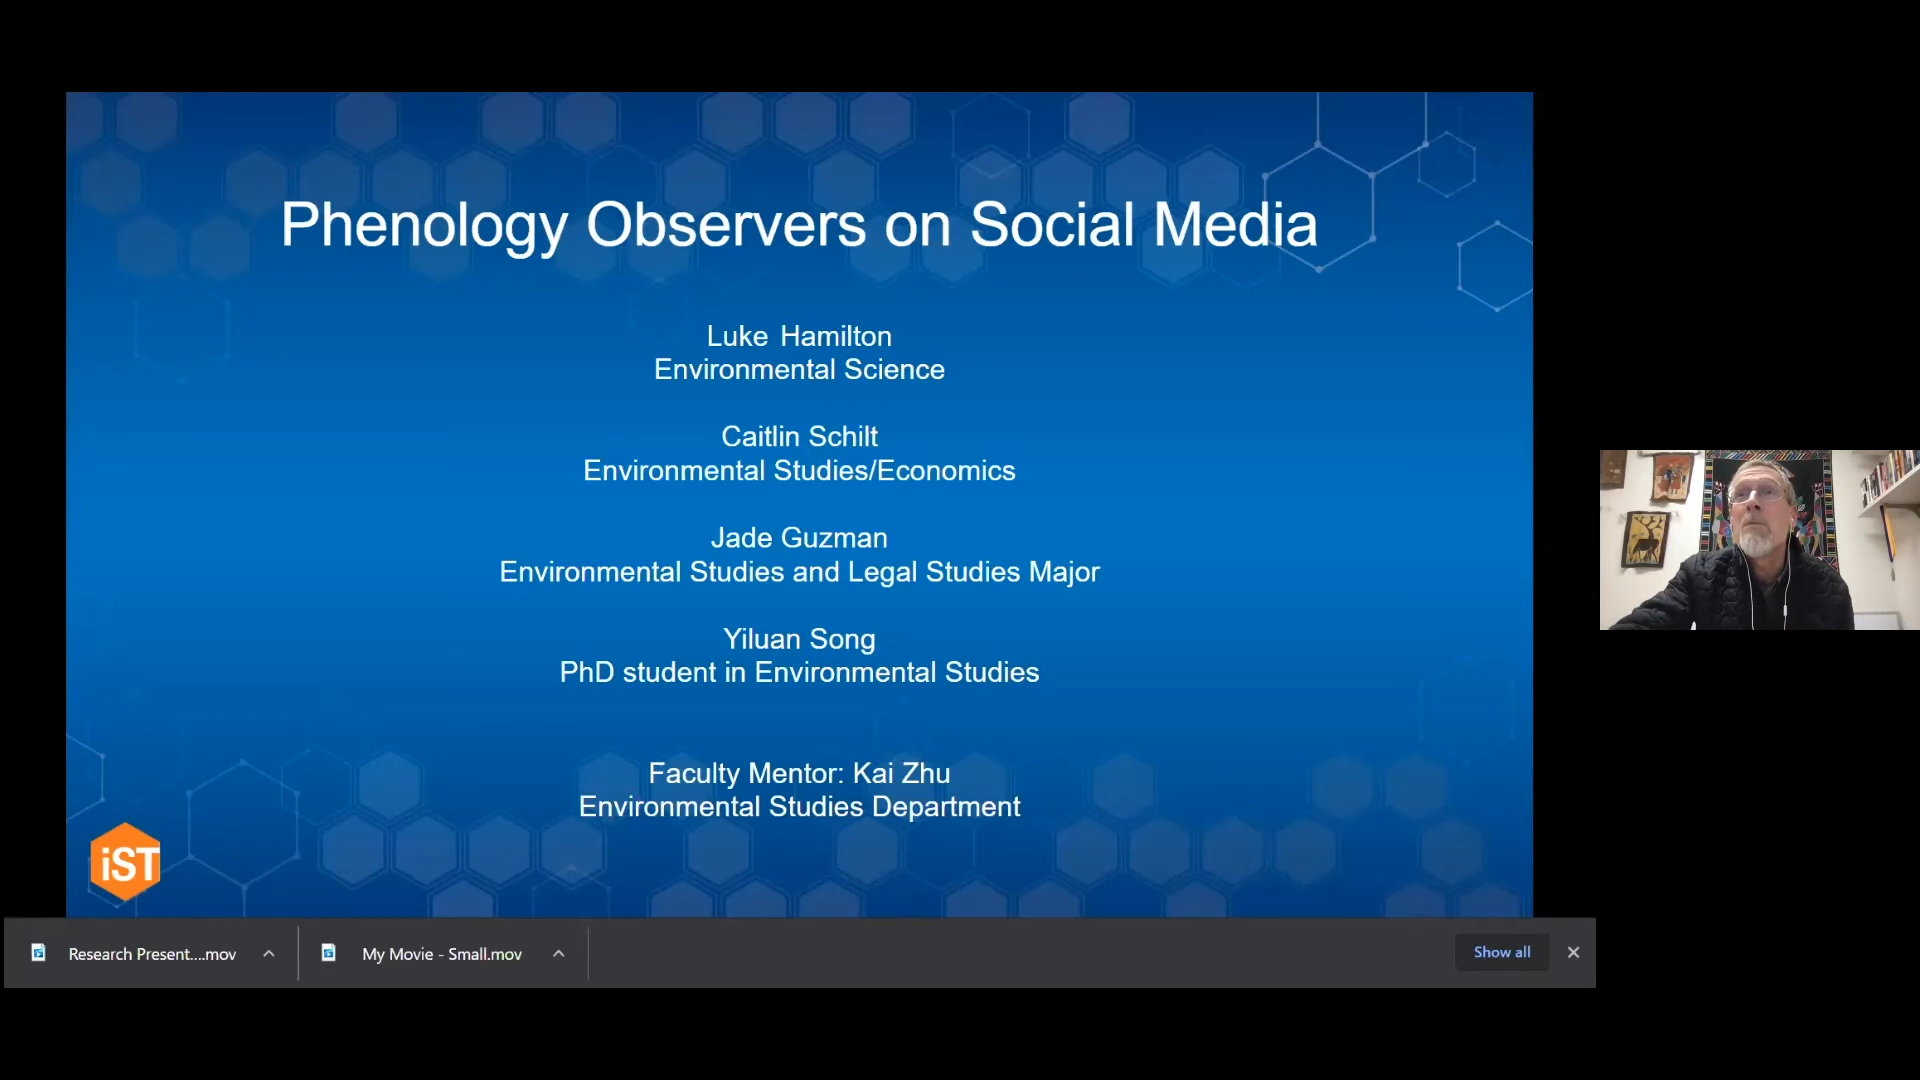 Phenology Observers on Social Media
Luke Hamilton
Environmental Science
Caitlin Schilt
Environmental Studies/Economics
Jade Guzman
Environmental Studies and Legal Studies Major
Yiluan Song
PhD student in Environmental Studies
Faculty Mentor: Kai Zhu
Environmental Studies Department
iST
Research Present....mov
My Movie - Small.mov
Show all